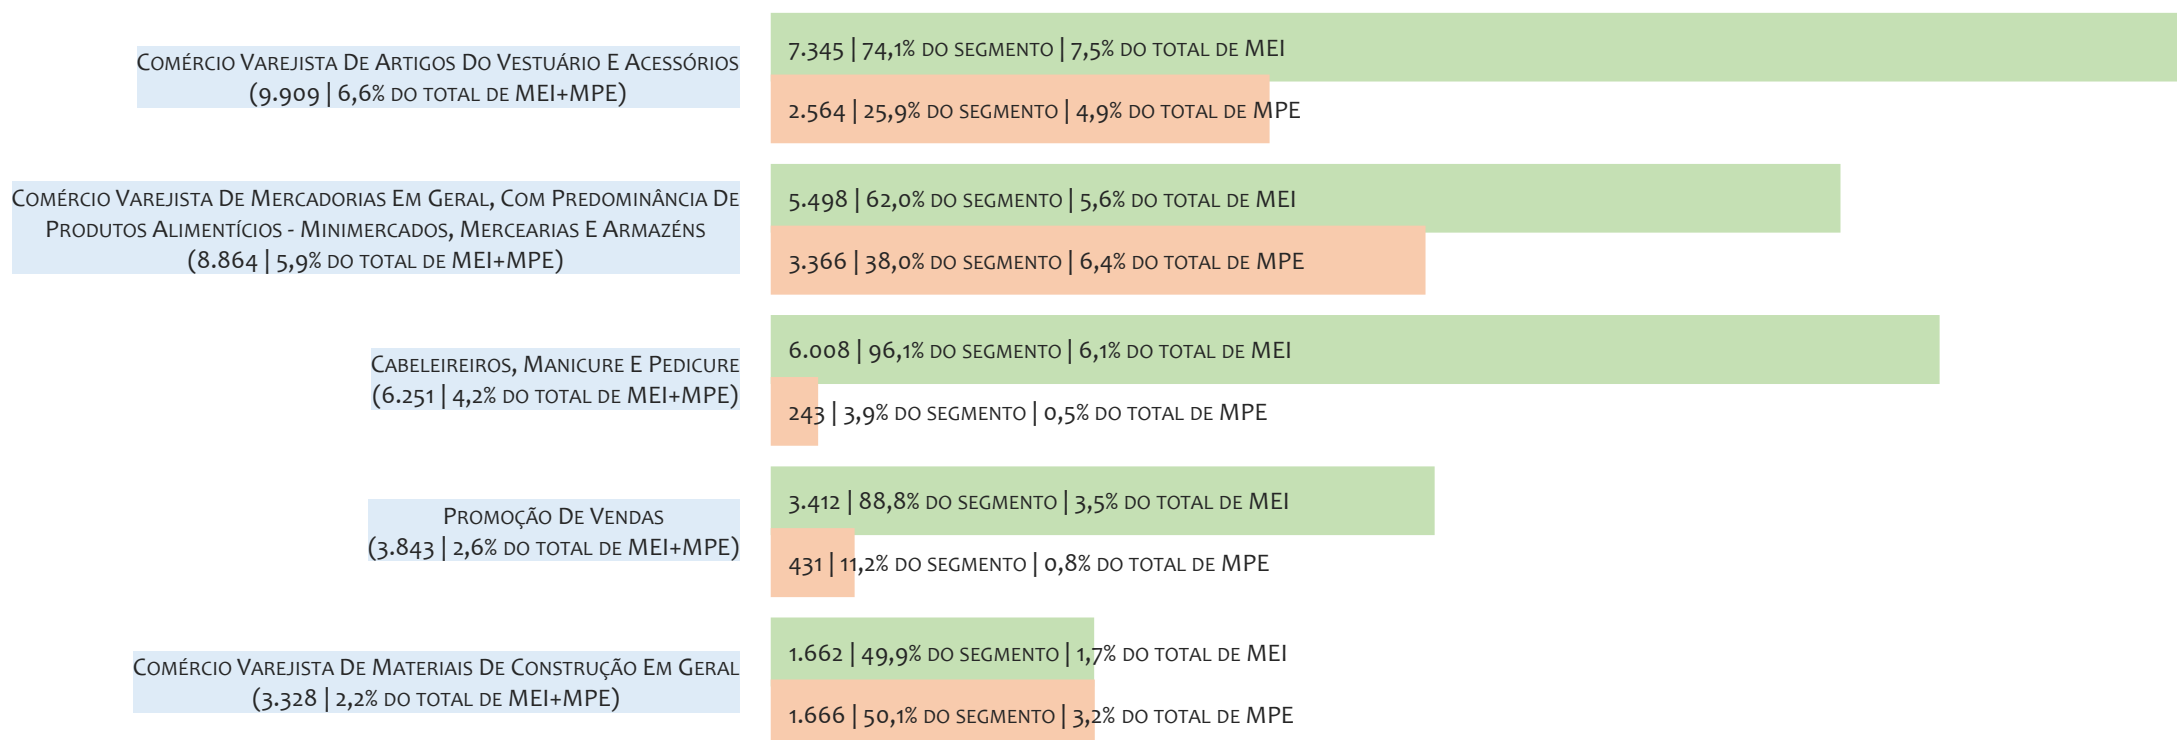 Comércio Varejista De Artigos Do Vestuário E Acessórios
(9.909 | 6,6% do total de MEI+MPE)
7.345 | 74,1% do segmento | 7,5% do total de MEI
2.564 | 25,9% do segmento | 4,9% do total de MPE
Comércio Varejista De Mercadorias Em Geral, Com Predominância De
Produtos Alimentícios - Minimercados, Mercearias E Armazéns
(8.864 | 5,9% do total de MEI+MPE)
5.498 | 62,0% do segmento | 5,6% do total de MEI
3.366 | 38,0% do segmento | 6,4% do total de MPE
Cabeleireiros, Manicure E Pedicure
(6.251 | 4,2% do total de MEI+MPE)
6.008 | 96,1% do segmento | 6,1% do total de MEI
243 | 3,9% do segmento | 0,5% do total de MPE
Promoção De Vendas
(3.843 | 2,6% do total de MEI+MPE)
3.412 | 88,8% do segmento | 3,5% do total de MEI
431 | 11,2% do segmento | 0,8% do total de MPE
Comércio Varejista De Materiais De Construção Em Geral
(3.328 | 2,2% do total de MEI+MPE)
1.662 | 49,9% do segmento | 1,7% do total de MEI
1.666 | 50,1% do segmento | 3,2% do total de MPE